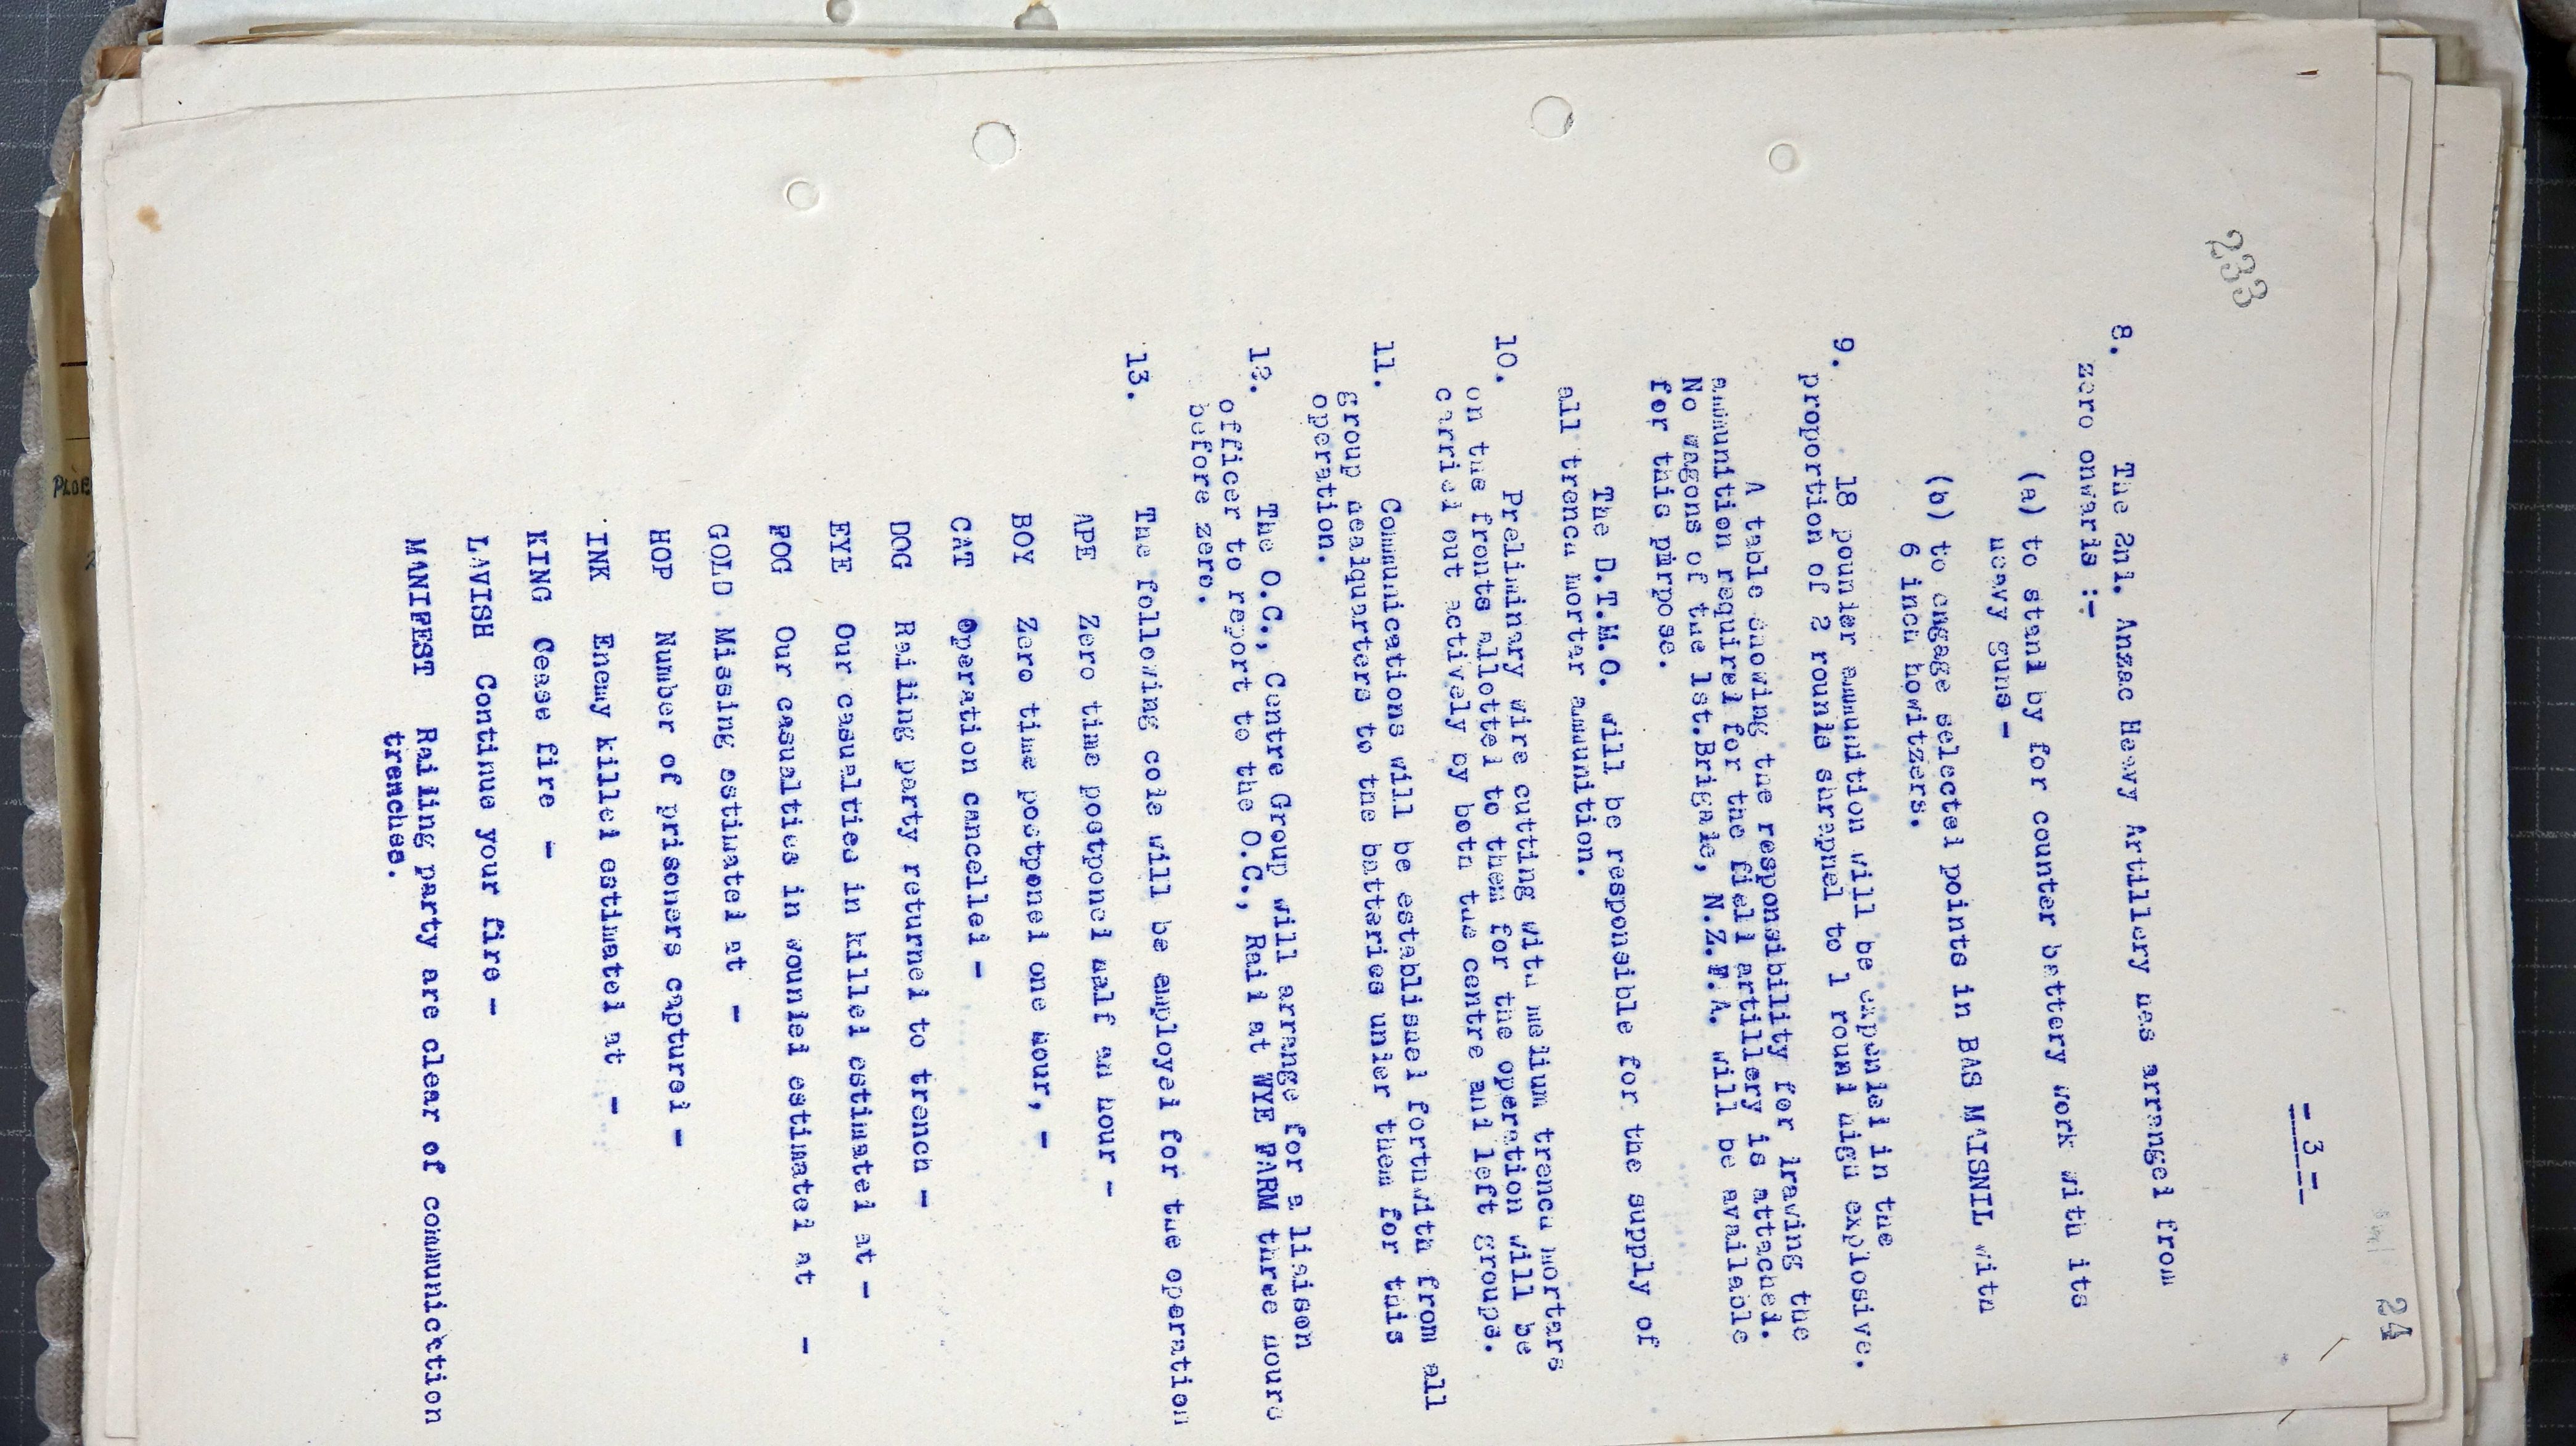 24
- 3 -
233
8. The 2nd. Anzac Heavy Artillery has arranged from
zero onwards :-
(a) to stand by for counter battery work with its
heavy guns -
(b) to engage selected points in BAS MAISNIL with
6 inch howitzers.
9. 18 pounder ammunition will be expended in the
proportion of 2 rounds shrapnel to 1 round high explosive.
A table showing the responsibility for drawing the
ammunition required for the field artillery is attached.
No wagons of the 1st.Brigade, N.Z.F.A. will be available
for this purpose.
The D.T.M.O. will be responsible for the supply of
all trench mortar ammunition.
10. Preliminary wire cutting with medium trench mortars
on the fronts allotted to them for the operation will be
carried out actively by both the centre and left groups.
11. Communications will be established forthwith from all
group headquarters to the batteries under them for this
operation.
12. The O.C., Centre Group will arrange for a liaison
officer to report to the O.C., Raid at WYE FARM three hours
before zero.
13. The following code will be employed for the operation
APE Zero time postponed half an hour -
BOY Zero time postponed one hour, -
CAT Operation cancelled -
DOG Raiding party returned to trench -
EYE Our casualties in killed estimated at -
FOG Our casualties in wounded estimated at -
GOLD Missing estimated at -
HOP Number of prisoners captured -
INK Enemy killed estimated at -
KING Cease fire -
LAVISH Continue your fire -
MANIFEST Raiding party are clear of communication
trenches.